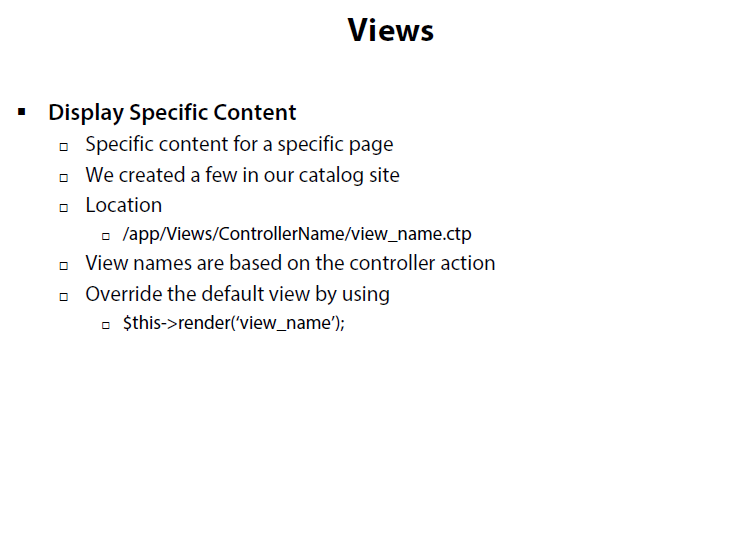 Views
Display Specific Content
Specific content for a specific page
We created a few in our catalog site
Location
/app/Views/ControllerName/view_name.ctp
View names are based on the controller action
Override the default view by using
$this->render(‘view_name’);